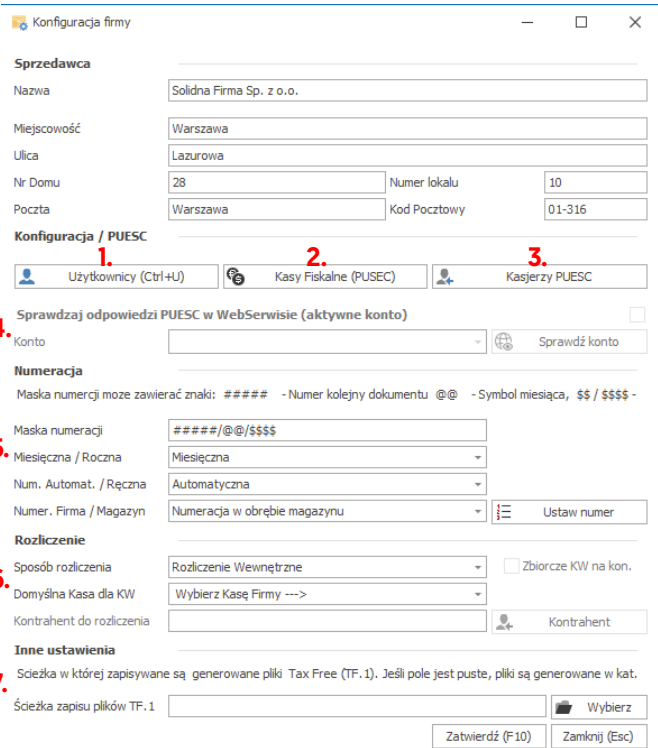 Konfiguracja firmy
Sprzedawca
Nazwa Solidna Firma Sp. z o.o.
Miejscowość Warszawa
Ulica Lazurowa
Nr Domu 28 Numer lokalu 10
Poczta Warszawa Kod Pocztowy 01-316
Konfiguracja / PUESC
1. 2. 3.
Użytkownicy (Ctrl+U) Kasy Fiskalne (PUSEC) Kasjerzy PUESC
Sprawdzaj odpowiedzi PUESC w WebSerwisie (aktywne konto)
4.
Konto Sprawdź konto
Numeracja
Maska numercji moze zawierać znaki: ##### - Numer kolejny dokumentu @@ - Symbol miesiąca, $$ / $$$$ -
Maska numeracji #####/@@/$$$$
5. Miesięczna / Roczna Miesięczna
Num. Automat. / Ręczna Automatyczna
Numer. Firma / Magazyn Numeracja w obrębie magazynu Ustaw numer
Rozliczenie
Sposób rozliczenia Rozliczenie Wewnętrzne Zbiorcze KW na kon.
6.
Domyślna Kasa dla KW Wybierz Kasę Firmy --->
Kontrahent do rozliczenia Kontrahent
Inne ustawienia
Scieżka w której zapisywane są generowane pliki Tax Free (TF.1). Jeśli pole jest puste, pliki są generowane w kat.
7.
Ścieżka zapisu plików TF.1 Wybierz
Zatwierdź (F10) Zamknij (Esc)